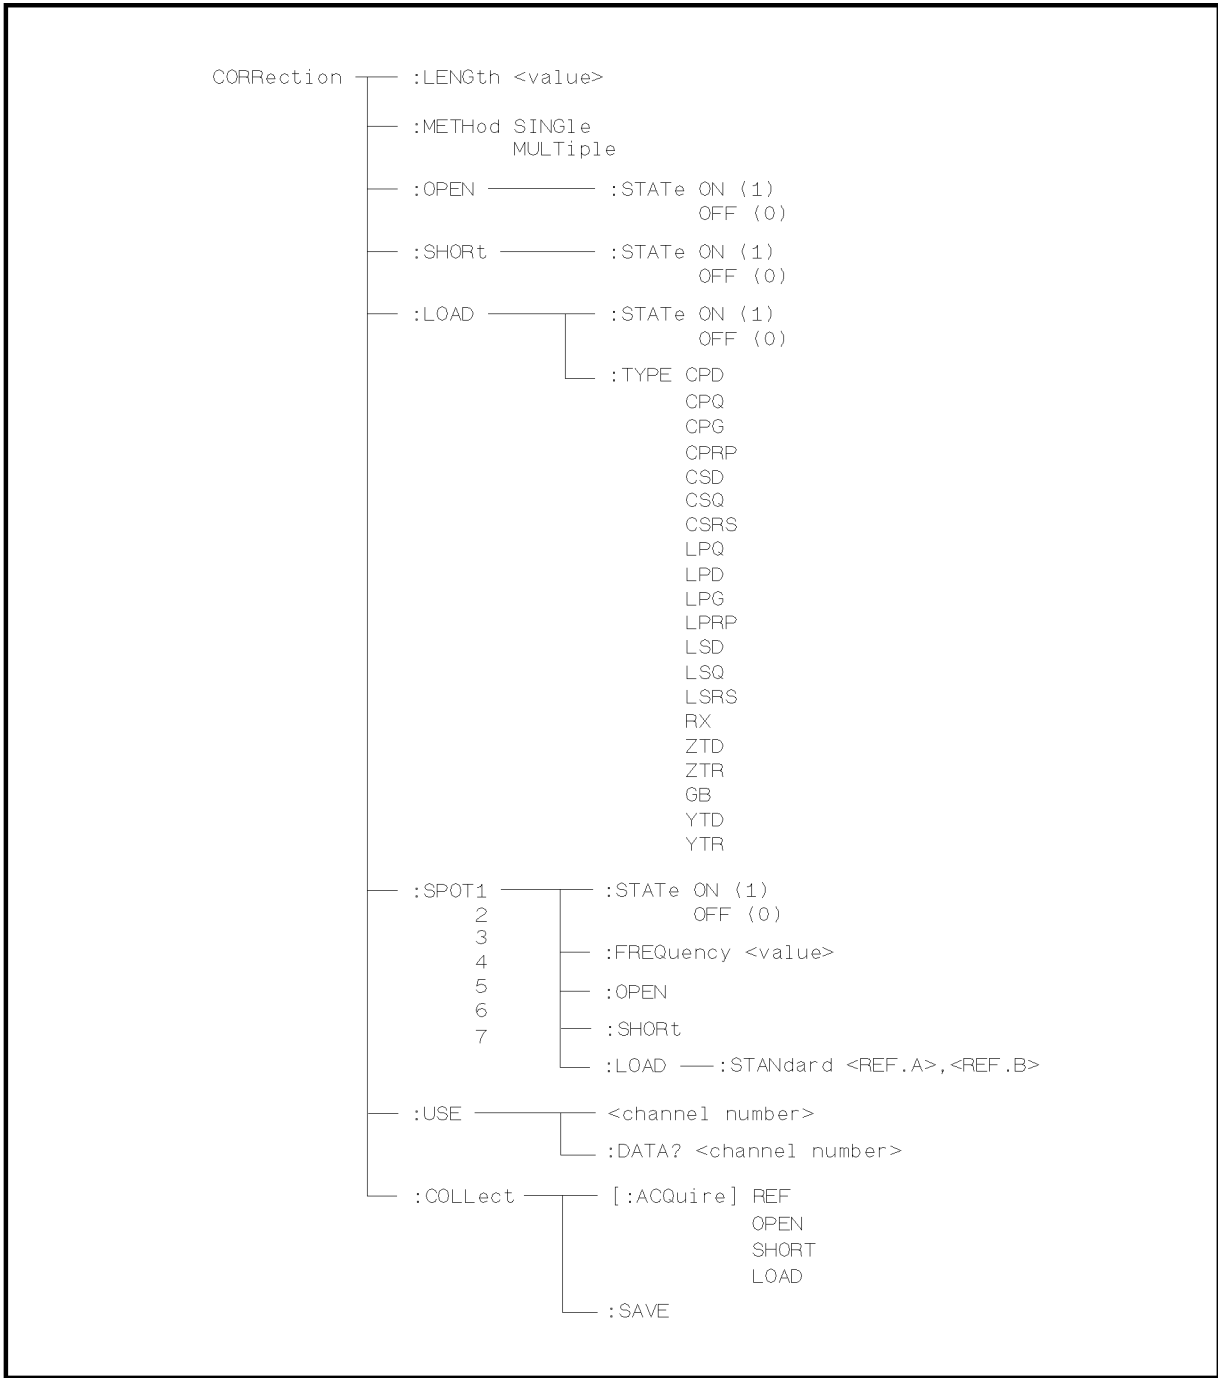 CORRection :LENGth <value>
:METHod SINGle
MULTiple
:OPEN :STATe ON (1)
OFF (0)
:SHORt :STATe ON (1)
OFF (0)
:LOAD :STATe ON (1)
OFF (0)
:TYPE CPD
CPQ
CPG
CPRP
CSD
CSQ
CSRS
LPQ
LPD
LPG
LPRP
LSD
LSQ
LSRS
RX
ZTD
ZTR
GB
YTD
YTR
:SPOT1 :STATe ON (1)
2 OFF (0)
3
:FREQuency <value>
4
5 :OPEN
6
:SHORt
7
:LOAD :STANdard <REF.A>,<REF.B>
:USE <channel number>
:DATA? <channel number>
:COLLect [:ACQuire] REF
OPEN
SHORT
LOAD
:SAVE